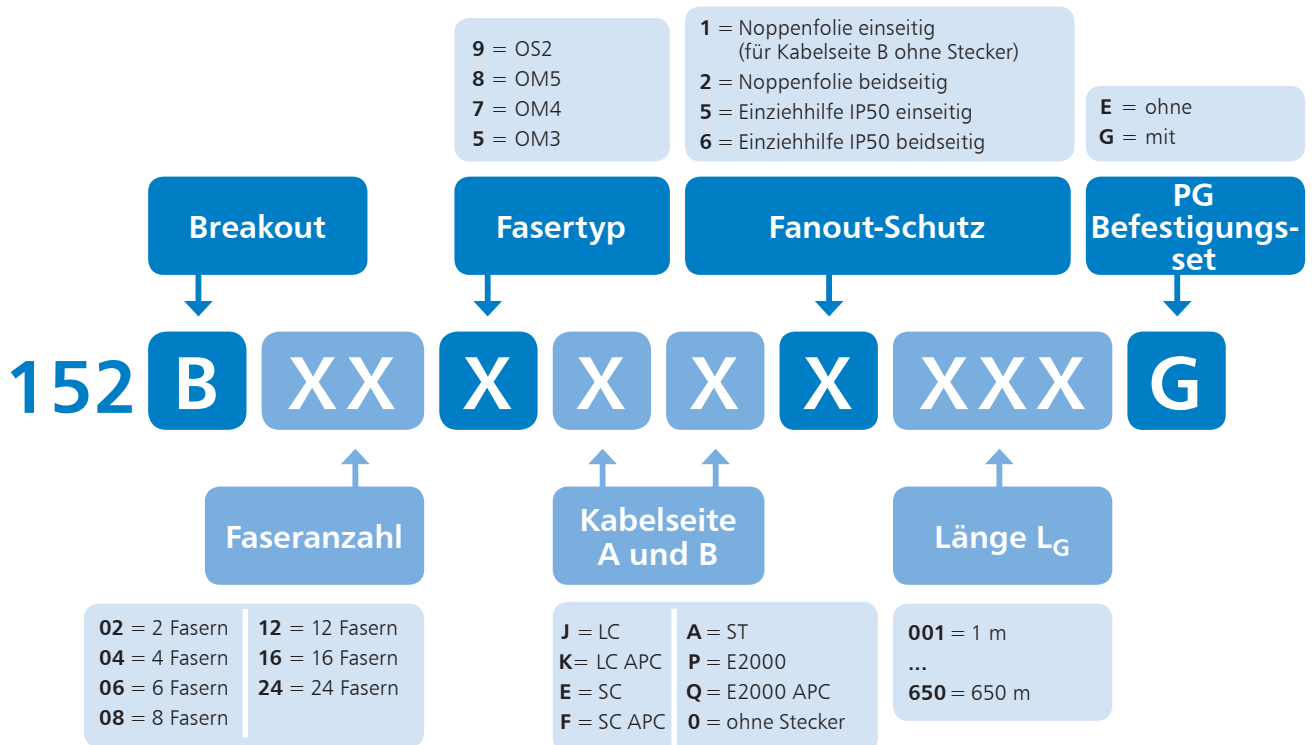 9 = OS2
8 = OM5
7 = OM4
5 = OM3
1 = Noppenfolie einseitig
(für Kabelseite B ohne Stecker)
2 = Noppenfolie beidseitig
5 = Einziehhilfe IP50 einseitig
6 = Einziehhilfe IP50 beidseitig
E = ohne
G = mit
Breakout
Fasertyp
Fanout-Schutz
PG
Befestigungs-
set
152 B XX X X X X XXX G
Faseranzahl
Kabelseite
A und B
Länge LG
02 = 2 Fasern
04 = 4 Fasern
06 = 6 Fasern
08 = 8 Fasern
12 = 12 Fasern
16 = 16 Fasern
24 = 24 Fasern
J = LC
K= LC APC
E = SC
F = SC APC
A = ST
P = E2000
Q = E2000 APC
0 = ohne Stecker
001 = 1 m
...
650 = 650 m